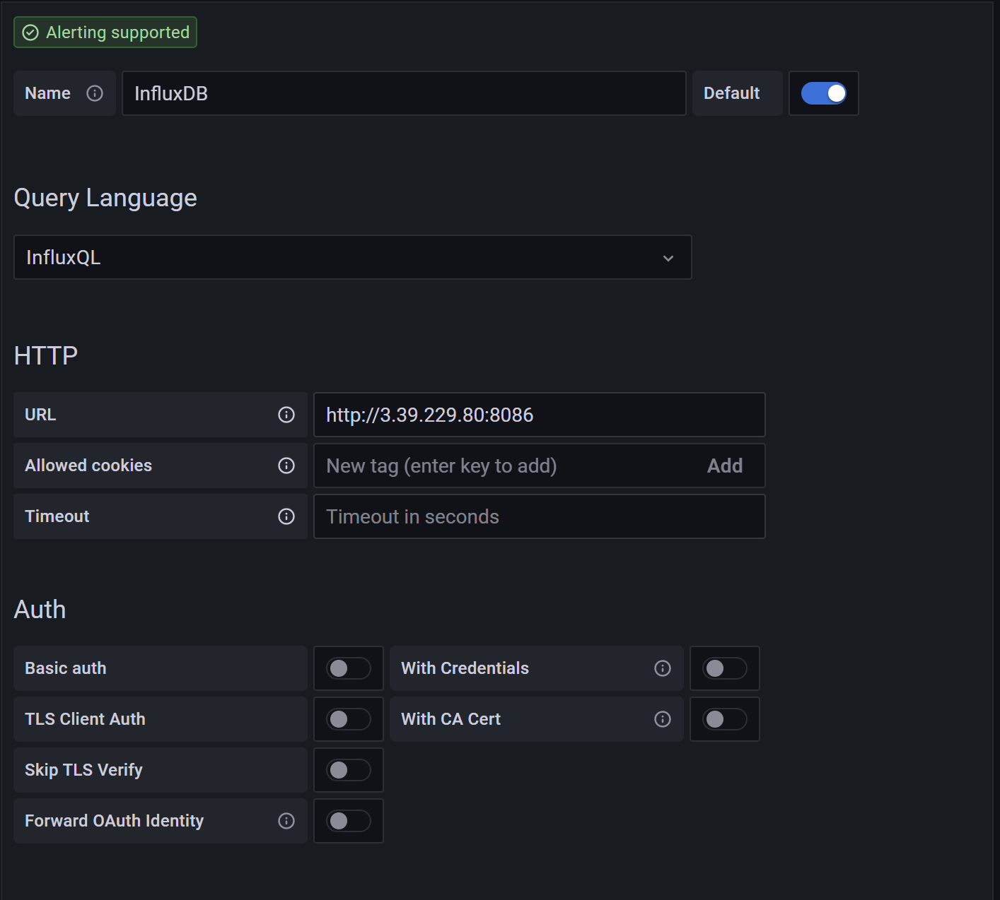 Alerting supported
Name InfluxDB Default
Query Language
InfluxQL
HTTP
URL http://3.39.229.80:8086
Allowed cookies New tag (enter key to add) Add
Timeout Timeout in seconds
Auth
Basic auth With Credentials
TLS Client Auth With CA Cert
Skip TLS Verify
Forward OAuth Identity